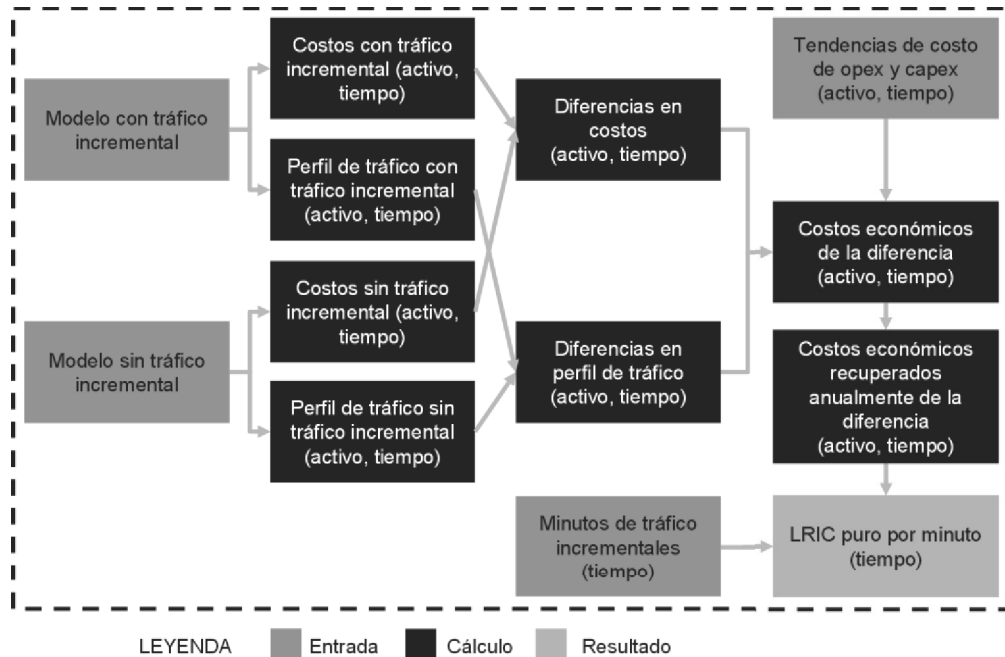 Modelo con tráfico
incremental
Modelo sin tráfico
incremental
Costos con tráfico
incremental (activo,
tiempo)
Perfil de tráfico con
tráfico incremental
(activo, tiempo)
Costos sin tráfico
incremental (activo,
tiempo)
Perfil de tráfico sin
tráfico incremental
(activo, tiempo)
Diferencias en
costos
(activo, tiempo)
Diferencias en
perfil de tráfico
(activo, tiempo)
Minutos de tráfico
incrementales
(tiempo)
Tendencias de costo
de opex y capex
(activo, tiempo)
Costos económicos
de la diferencia
(activo, tiempo)
Costos económicos
recuperados
anualmente de la
diferencia
(activo, tiempo)
LRIC puro por minuto
(tiempo)
LEYENDA
Entrada
Cálculo
Resultado